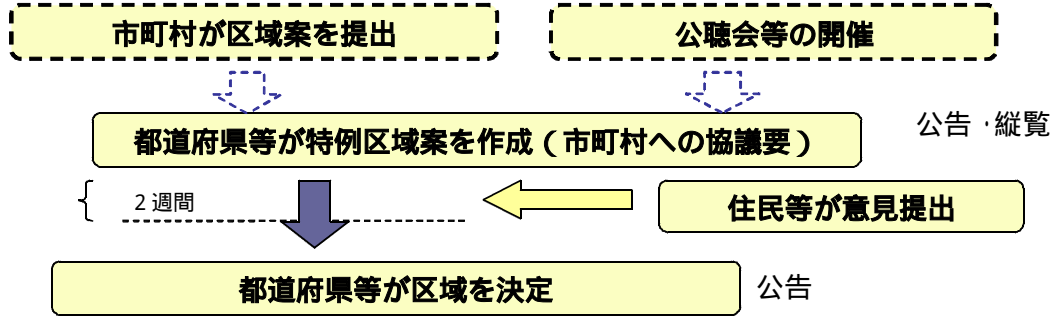 市町村が区域案を提出
公聴会等の開催
都道府県等が特例区域案を作成（市町村への協議要）
公告・縦覧
２週間
住民等が意見提出
都道府県等が区域を決定
公告